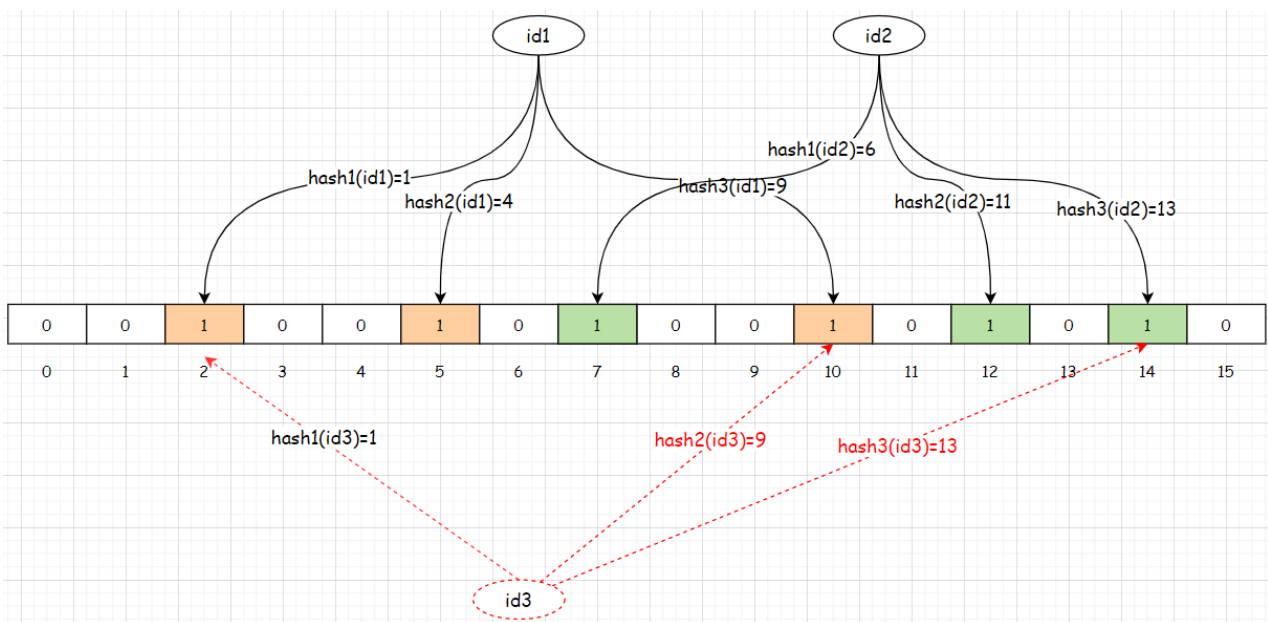 id1
id2
hash1(id2)=6
hash1(id1)=1
hash3(id1)=9
hash2(id1)=4
hash2(id2)=11
hash3(id2)=13
0 0 1 0 0 1 0 1 0 0 1 0 1 0 1 0
0 1 2 3 4 5 6 7 8 9 10 11 12 13 14 15
hash1(id3)=1
hash2(id3)=9
hash3(id3)=13
id3